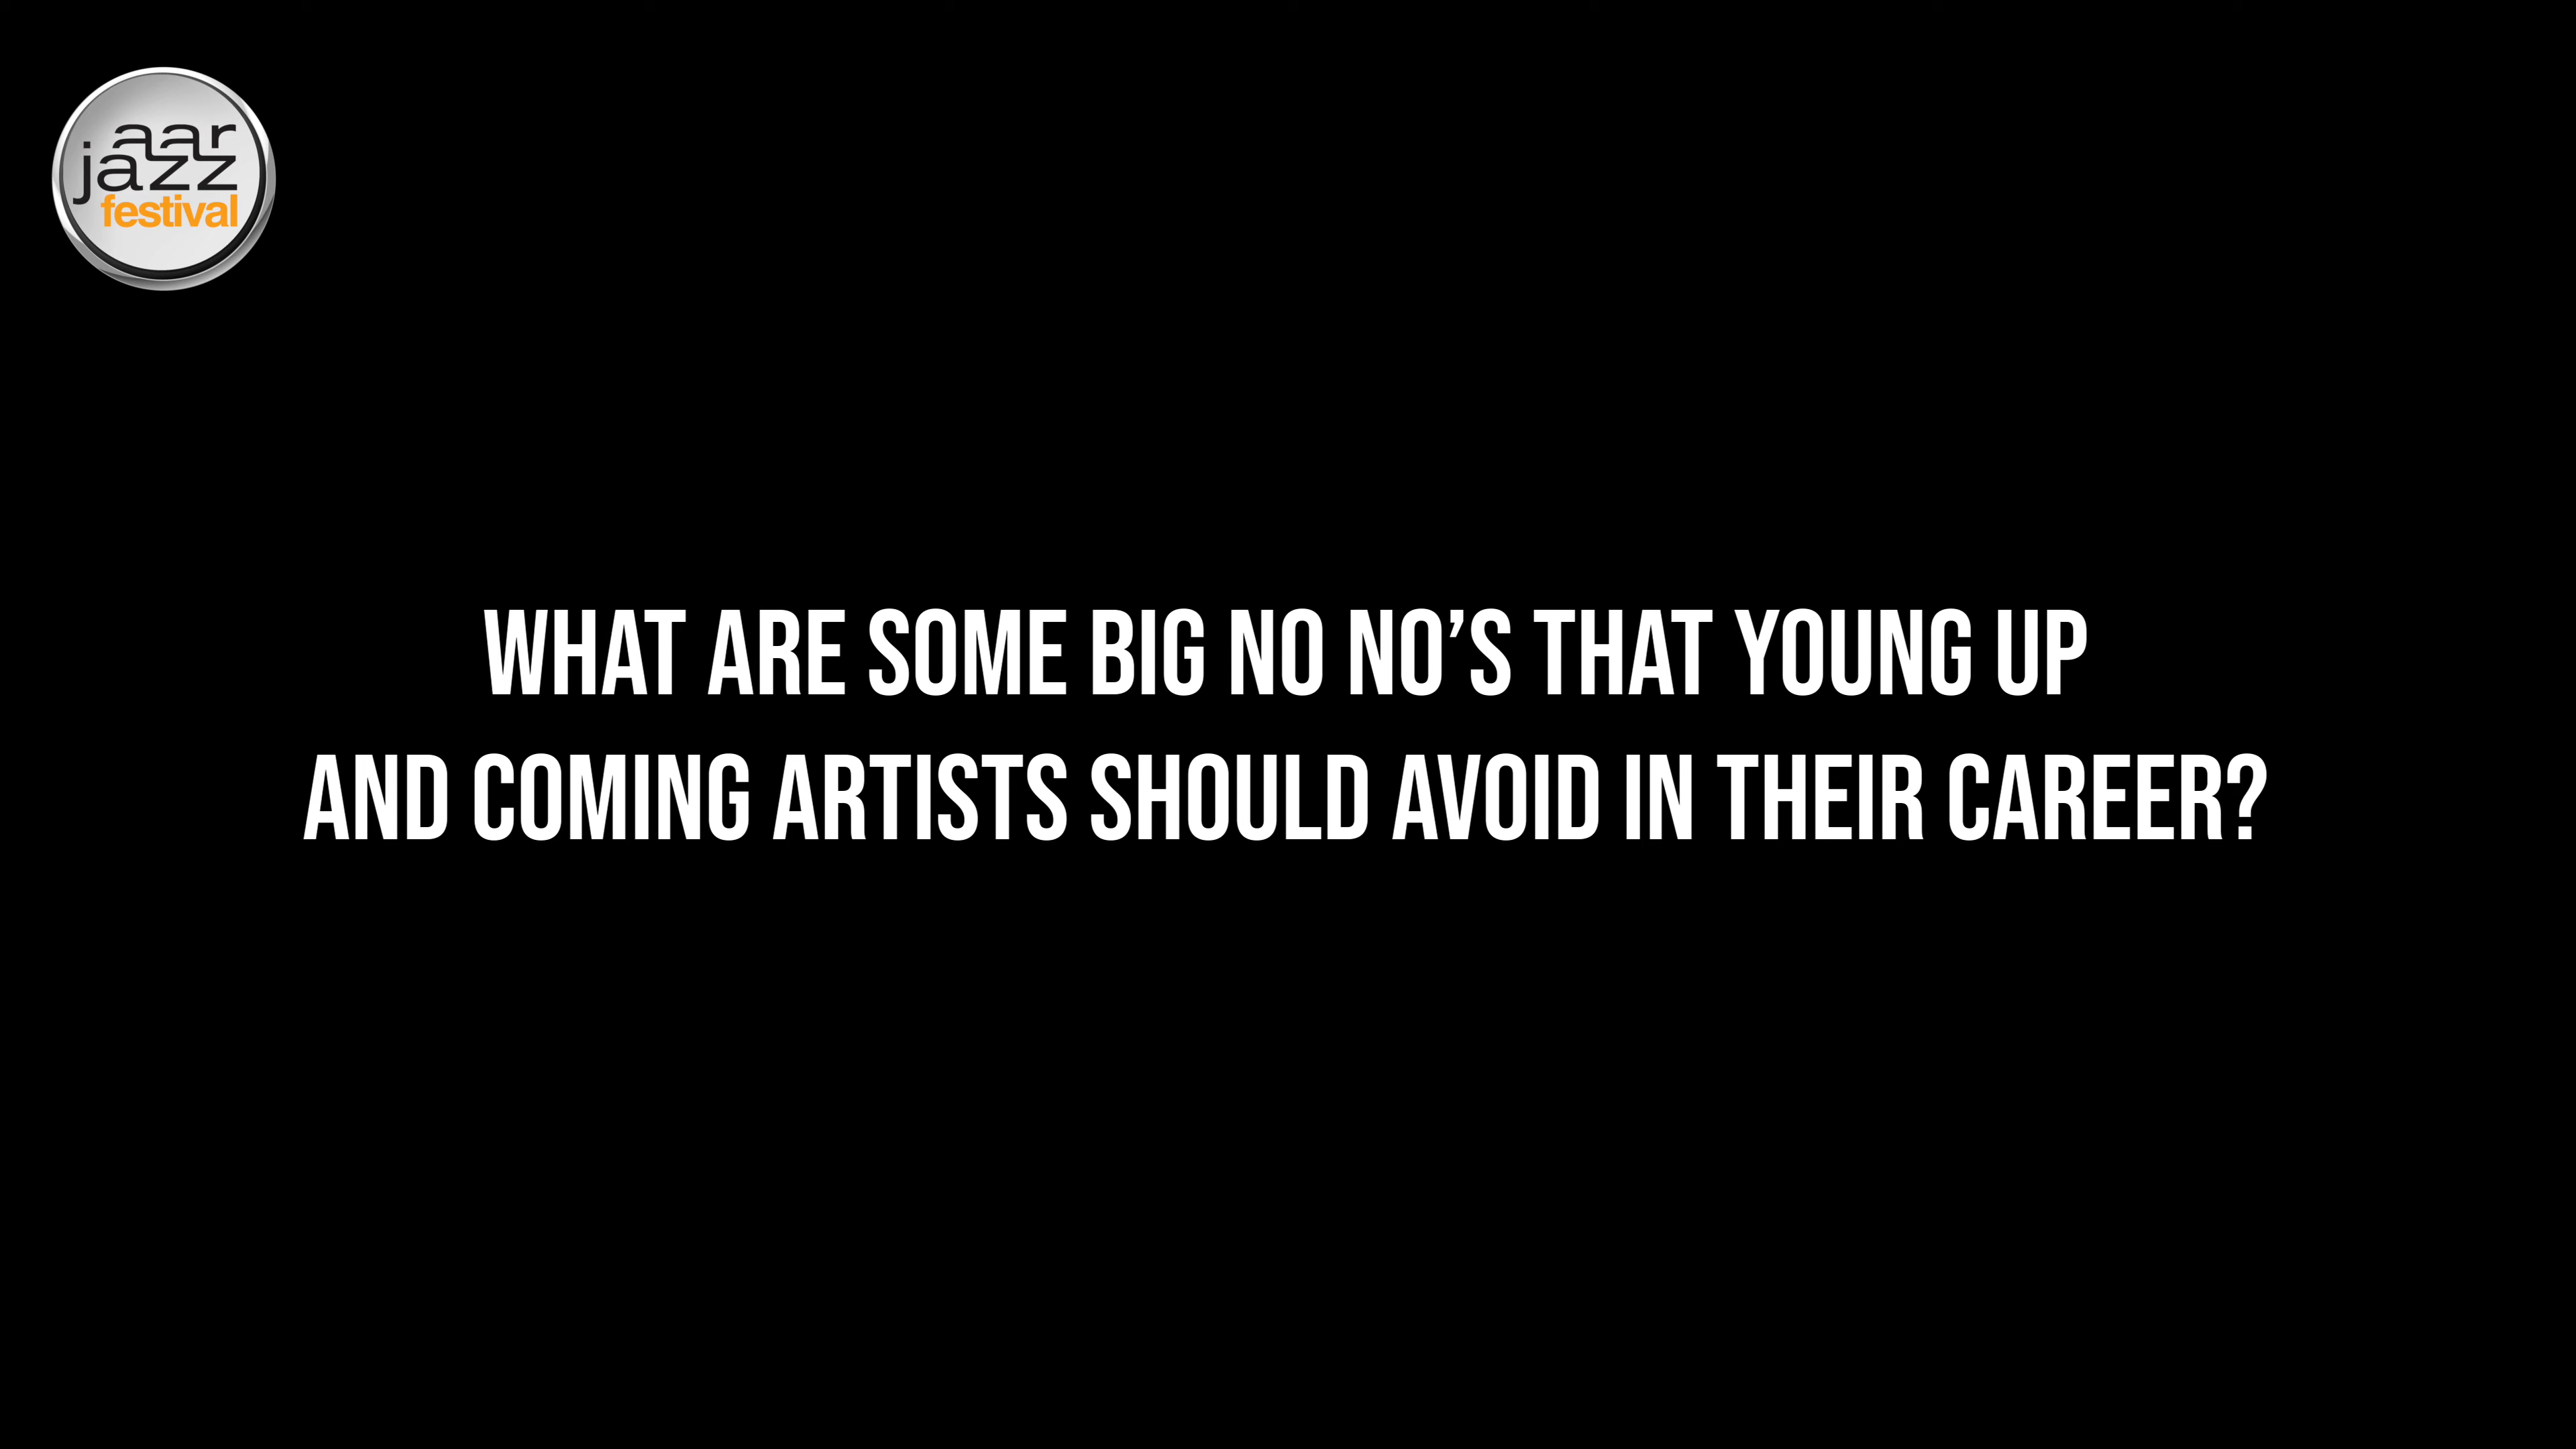 aar
jazz
festival
WHAT ARE SOME BIG NO NO’S THAT YOUNG UP
AND COMING ARTISTS SHOULD AVOID IN THEIR CAREER?